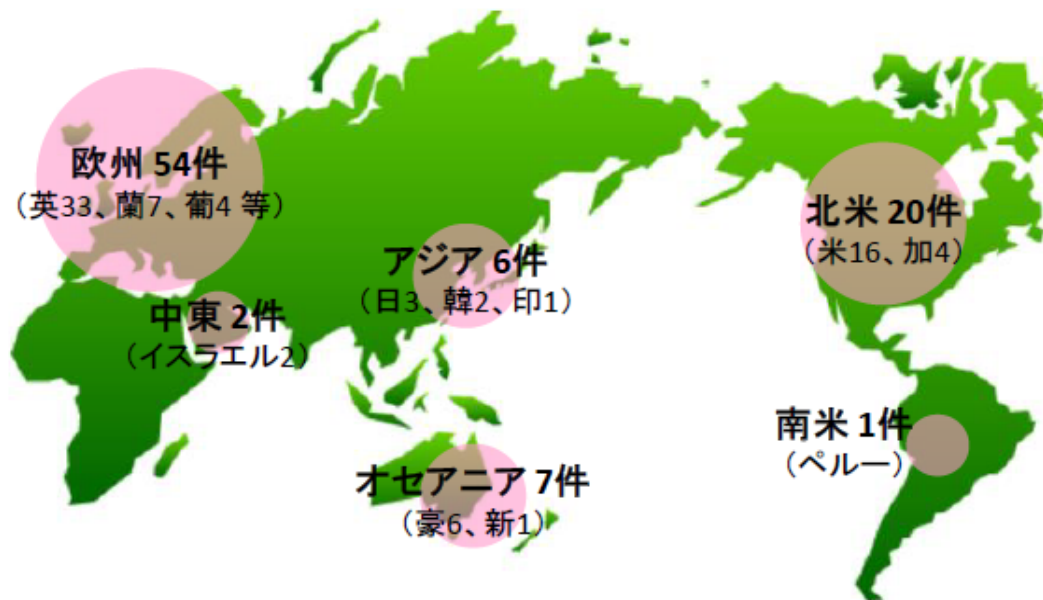 欧州 54件
（英33、蘭7、葡4 等）
北米 20件
（米16、加4）
アジア 6件
（日3、韓2、印1）
中東 2件
（イスラエル2）
南米 1件
（ペルー）
オセアニア 7件
（豪6、新1）